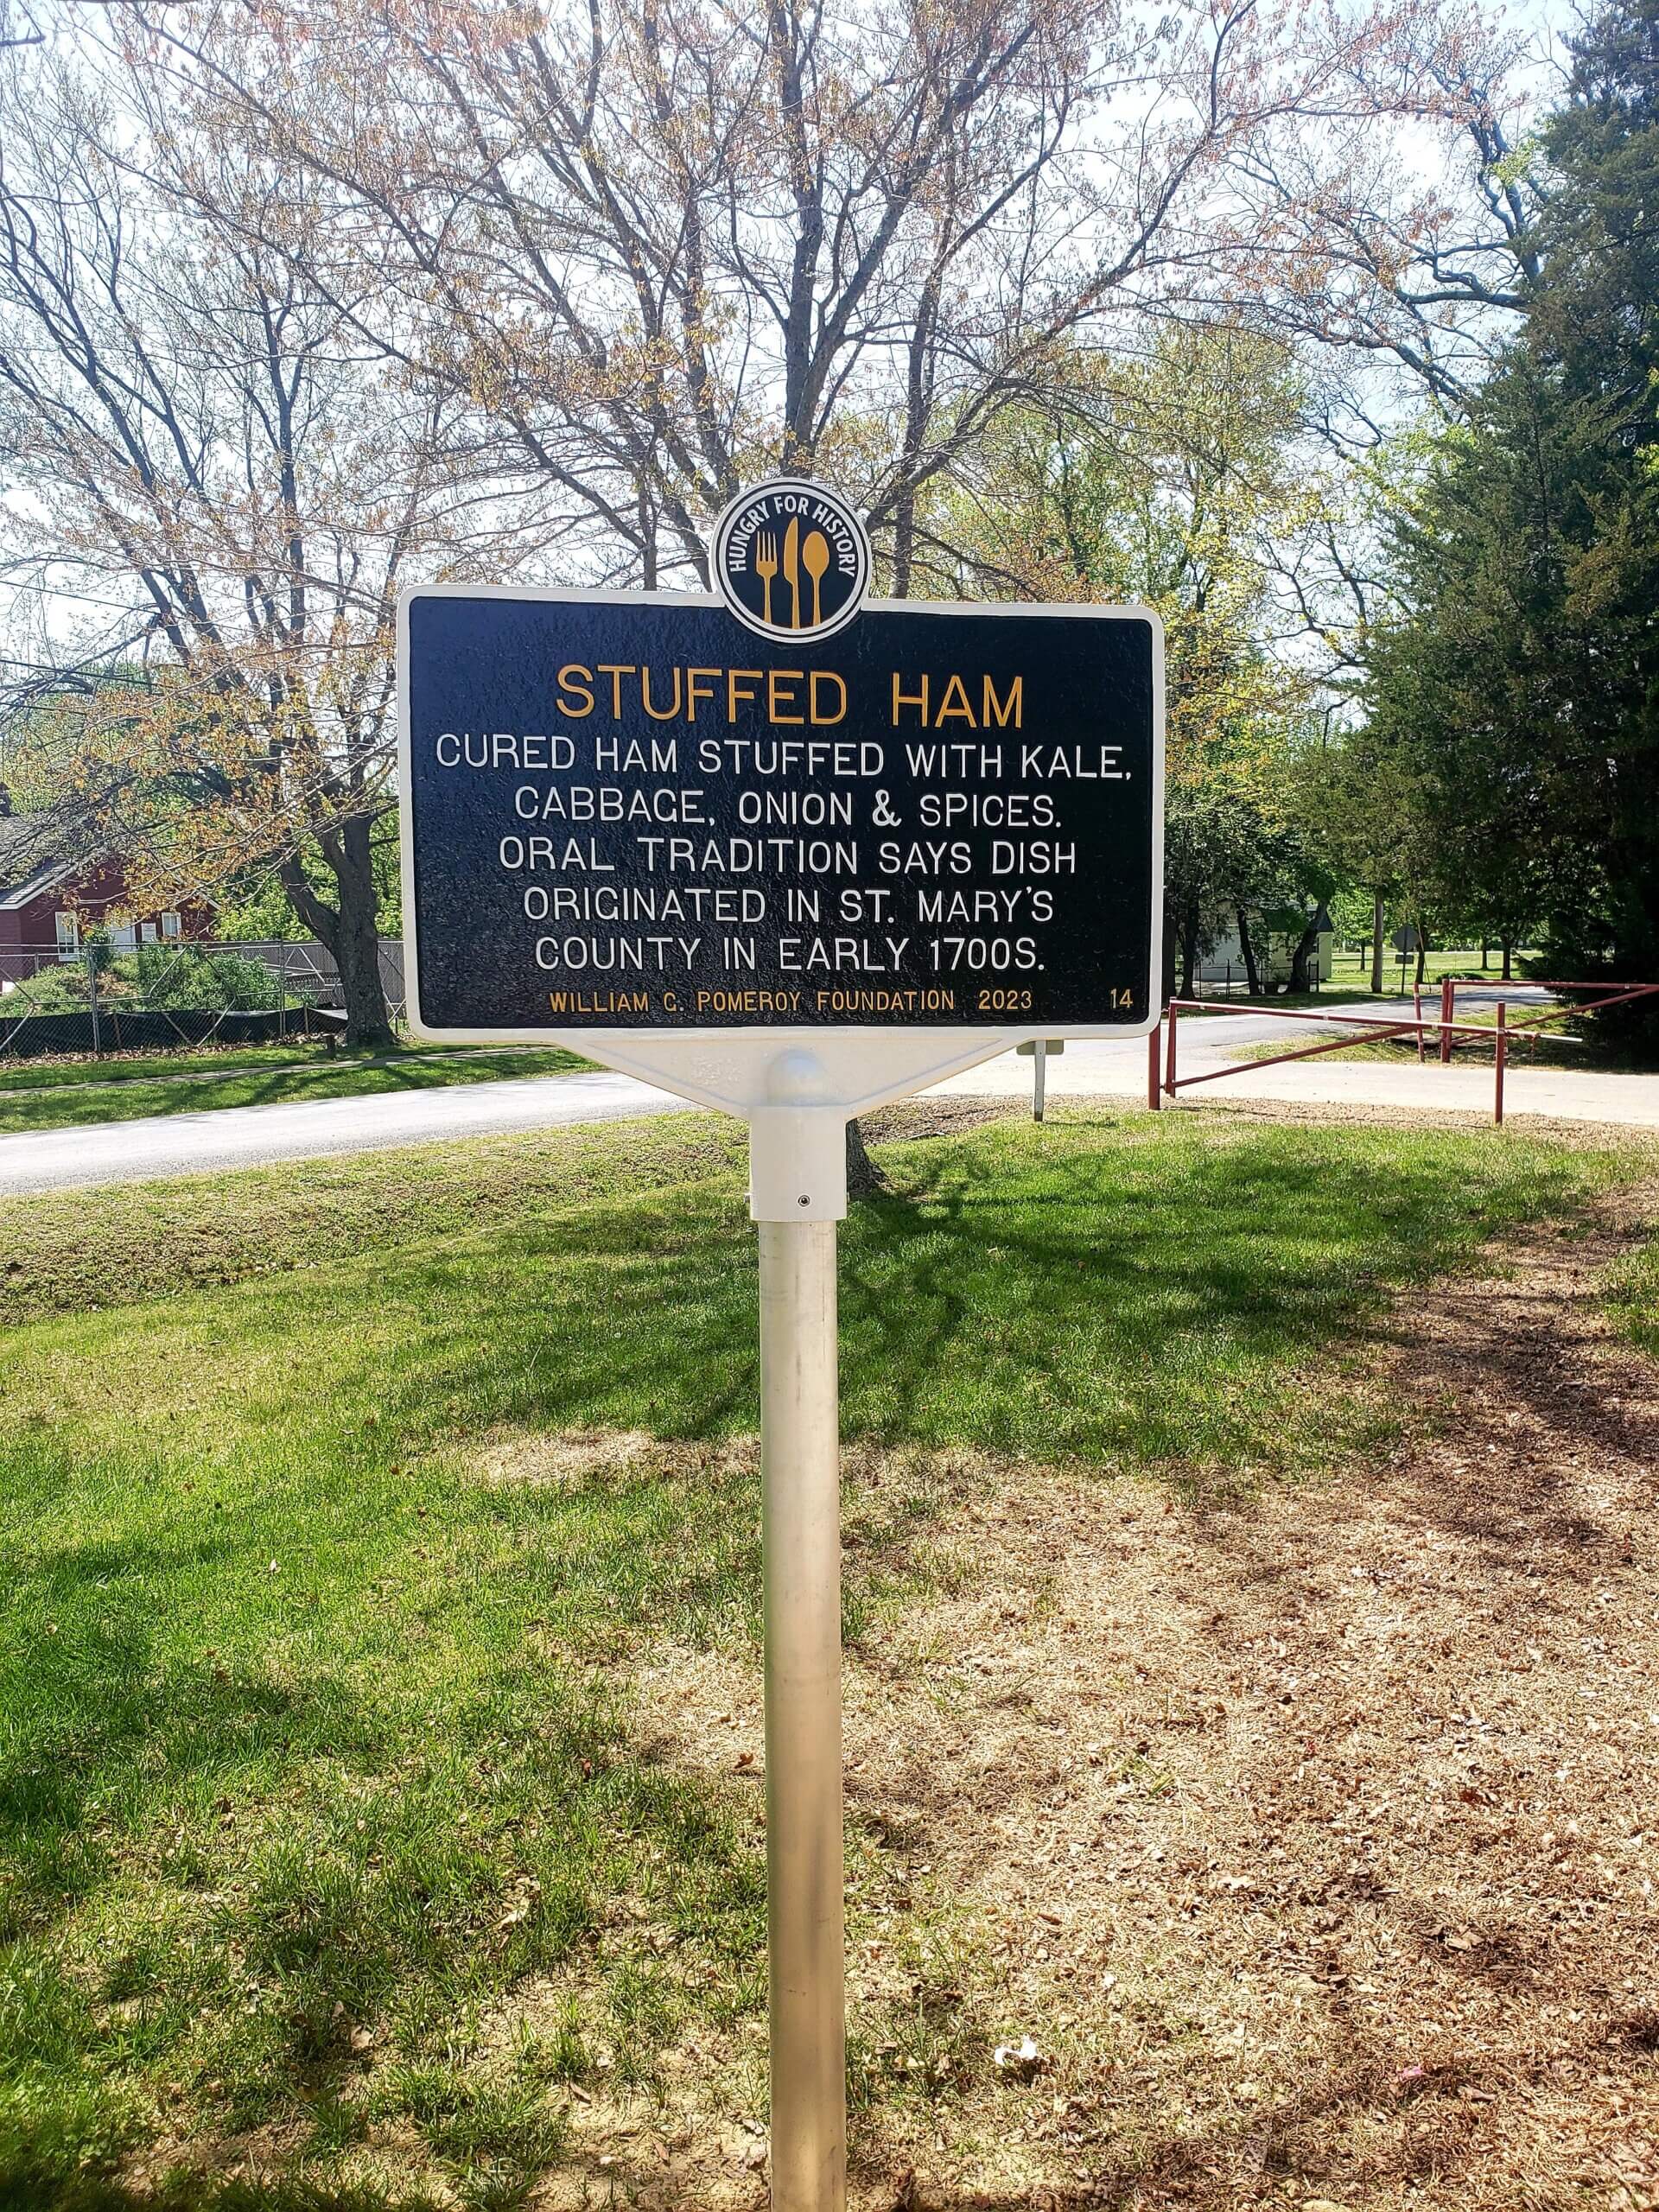 HUNGRY FOR HISTORY
STUFFED HAM
CURED HAM STUFFED WITH KALE,
CABBAGE, ONION & SPICES.
ORAL TRADITION SAYS DISH
ORIGINATED IN ST. MARY'S
COUNTY IN EARLY 1700S.
WILLIAM G. POMEROY FOUNDATION 2023 14